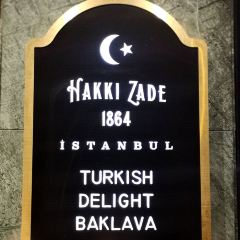 HAKKI ZADE
1864
İSTANBUL
TURKISH
DELIGHT
BAKLAVA